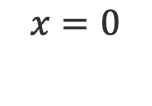 x = 0